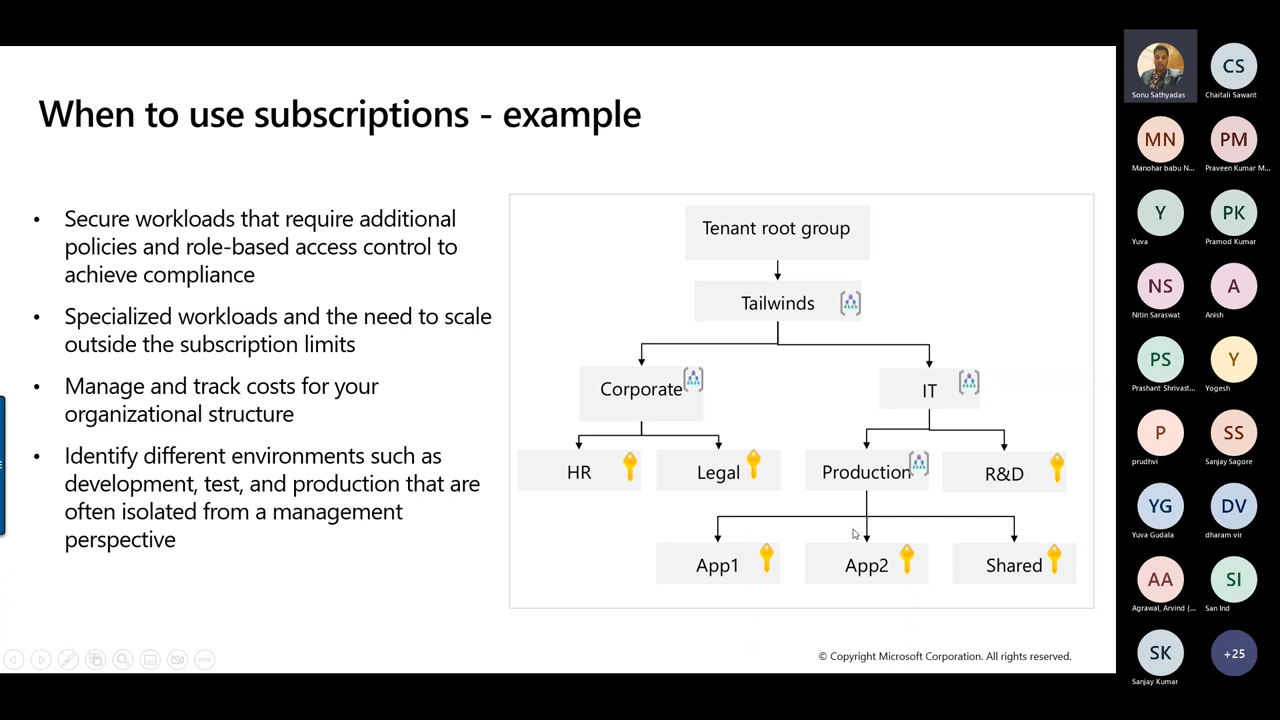 When to use subscriptions - example
• Secure workloads that require additional
policies and role-based access control to
achieve compliance
• Specialized workloads and the need to scale
outside the subscription limits
• Manage and track costs for your
organizational structure
• Identify different environments such as
development, test, and production that are
often isolated from a management
perspective
Tenant root group
Tailwinds
Corporate
IT
HR
Legal
Production
R&D
App1
App2
Shared
© Copyright Microsoft Corporation. All rights reserved.
Sonu Sathyadas
CS
Chaitali Sawant
MN
Manohar babu N...
PM
Praveen Kumar M...
Y
Yuva
PK
Pramod Kumar
NS
Nitin Saraswat
A
Anish
PS
Prashant Shrivast...
Y
Yogesh
P
prudhvi
SS
Sanjay Sagore
YG
Yuva Gudala
DV
dharam vir
AA
Agrawal, Arvind (...
SI
San Ind
SK
Sanjay Kumar
+25